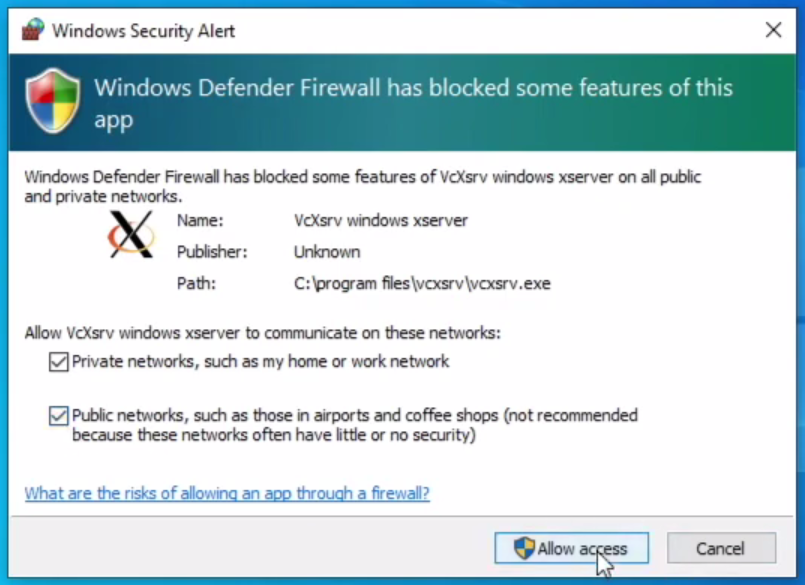 Windows Security Alert
Windows Defender Firewall has blocked some features of this
app
Windows Defender Firewall has blocked some features of VcXsrv windows xserver on all public
and private networks.
Name: VcXsrv windows xserver
Publisher: Unknown
Path: C:\program files\vcxsrv\vcxsrv.exe
Allow VcXsrv windows xserver to communicate on these networks:
Private networks, such as my home or work network
Public networks, such as those in airports and coffee shops (not recommended
because these networks often have little or no security)
What are the risks of allowing an app through a firewall?
Allow access Cancel